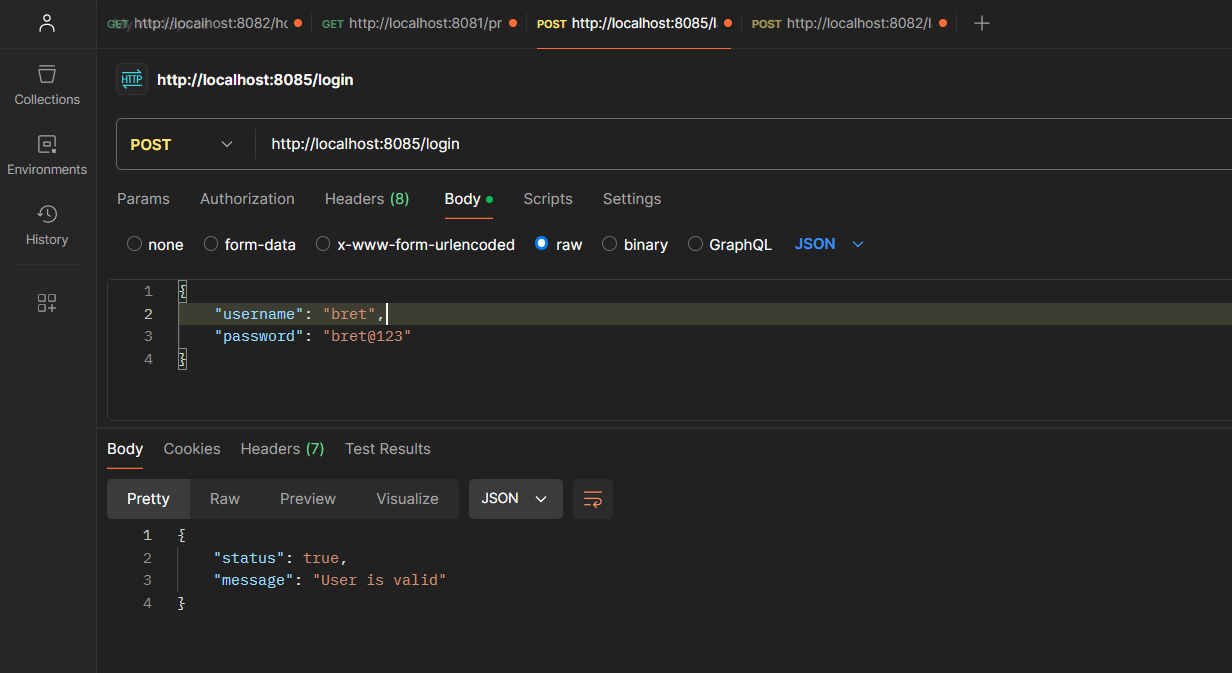 GET http://localhost:8082/ho
GET http://localhost:8081/pr
POST http://localhost:8085/l
POST http://localhost:8082/l
Collections
Environments
History
HTTP http://localhost:8085/login
POST http://localhost:8085/login
Params Authorization Headers (8) Body Scripts Settings
none form-data x-www-form-urlencoded raw binary GraphQL JSON
1 {
2 "username": "bret",
3 "password": "bret@123"
4 }
Body Cookies Headers (7) Test Results
Pretty Raw Preview Visualize JSON
1 {
2 "status": true,
3 "message": "User is valid"
4 }